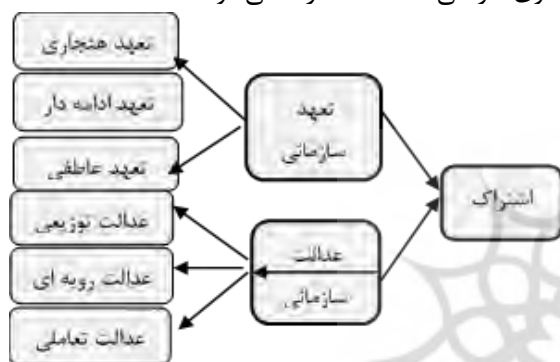 تعهد هنجاری
تعهد ادامه دار
تعهد عاطفی
تعهد
سازمانی
اشتراک
عدالت توزیعی
عدالت رویه ای
عدالت تعاملی
عدالت
سازمانی